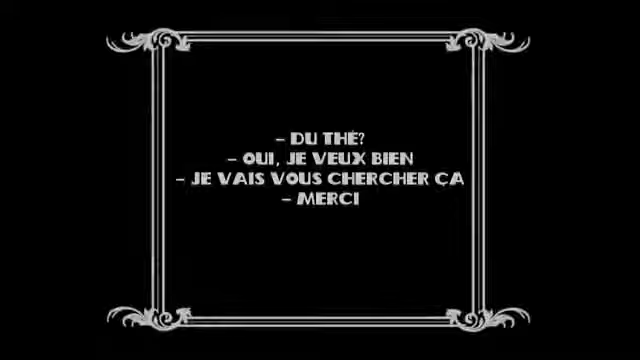 – DU THÉ?
– OUI, JE VEUX BIEN
– JE VAIS VOUS CHERCHER ÇA
– MERCI